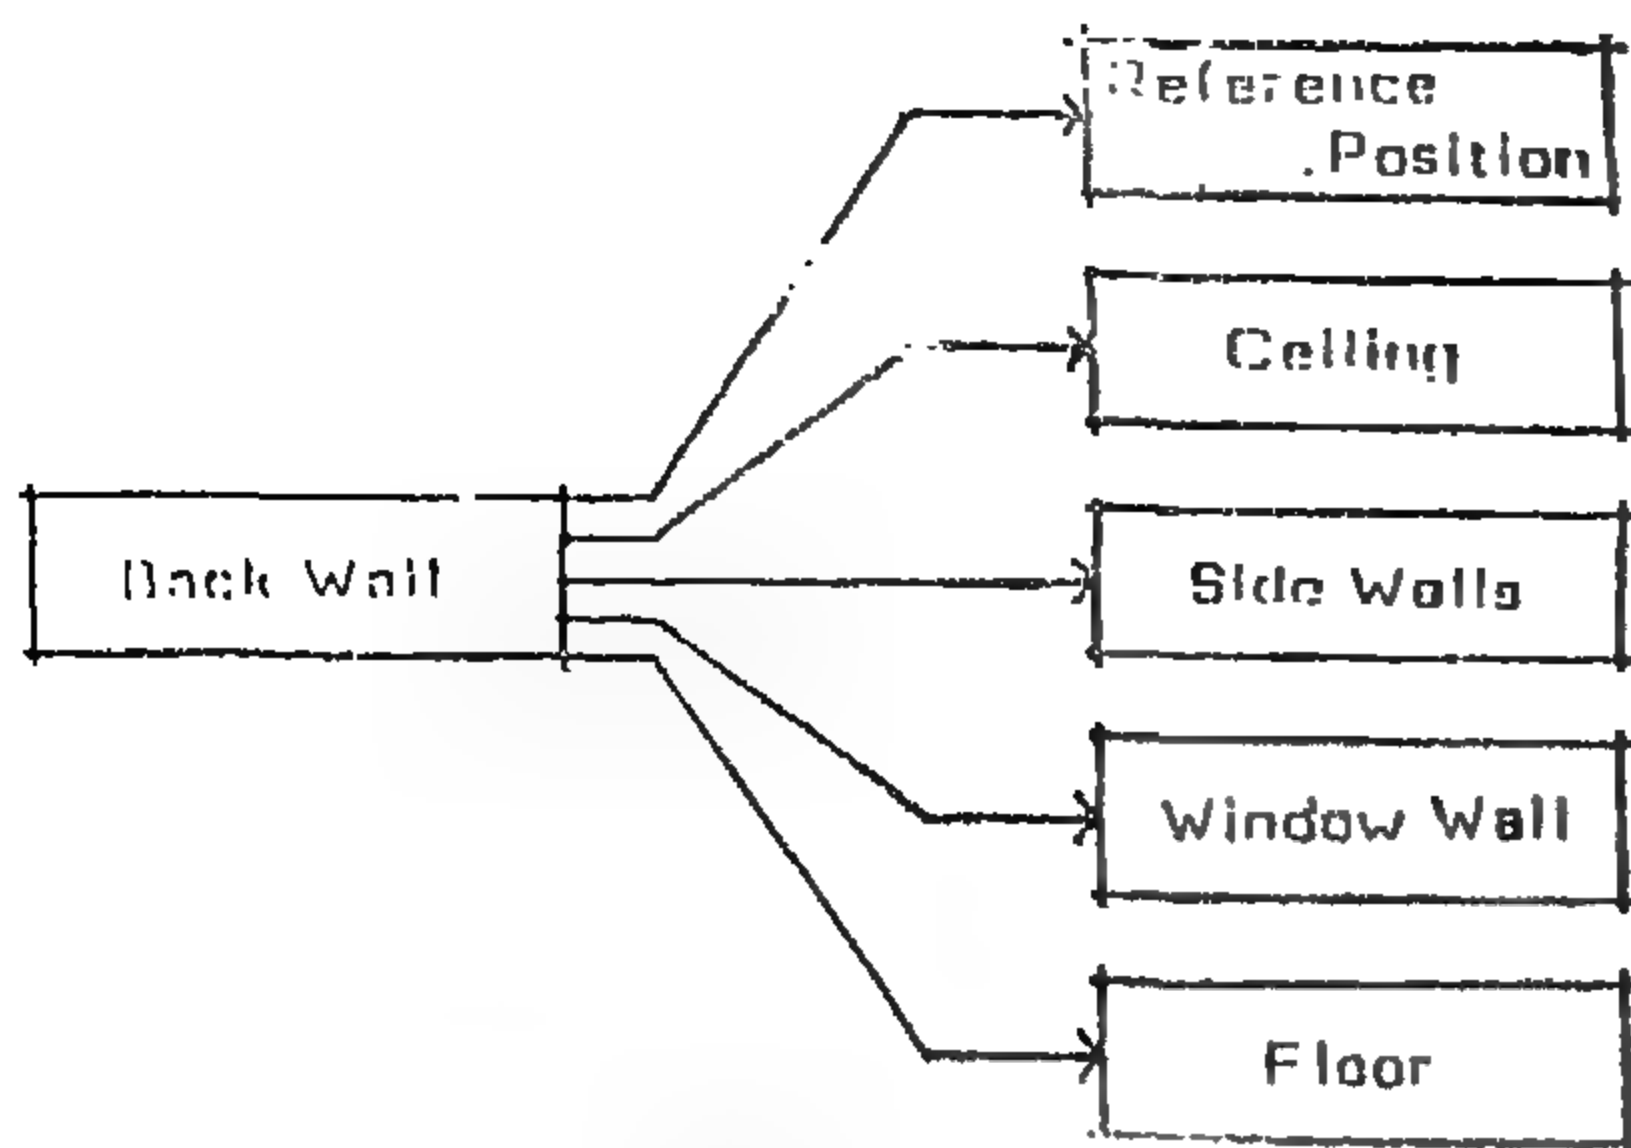 Reference
Position
Ceiling
Back Wall
Side Walls
Window Wall
Floor